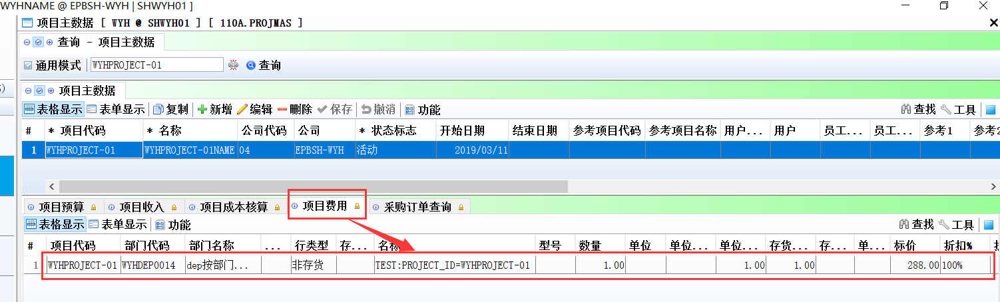 WYHNAME @ EPBSH-WYH | SHWYH01 ]
项目主数据 [ WYH @ SHWYH01 ] [ 110A.PROJMAS ]
查询 - 项目主数据
通用模式 WYHPROJECT-01 查询
项目主数据
表格显示 表单显示 复制 新增 编辑 删除 保存 撤消 功能 查找 工具
# * 项目代码 * 名称 公司代码 公司 * 状态标志 开始日期 结束日期 参考项目代码 参考项目名称 用户... 用户 员工... 员工... 参考1 参考2
1 WYHPROJECT-01 WYHPROJECT-01NAME 04 EPBSH-WYH 活动 2019/03/11
项目预算 项目收入 项目成本核算 项目费用 采购订单查询
表格显示 表单显示 功能 查找 工具
# 项目代码 部门代码 部门名称 ... 行类型 存... 名称 型号 数量 单位 单位... 单位... 存货... 存... 单... 标价 折扣%
1 WYHPROJECT-01 WYHDEP0014 dep按部门... 非存货 TEST:PROJECT_ID=WYHPROJECT-01 1.00 1.00 1.00 288.00 100%